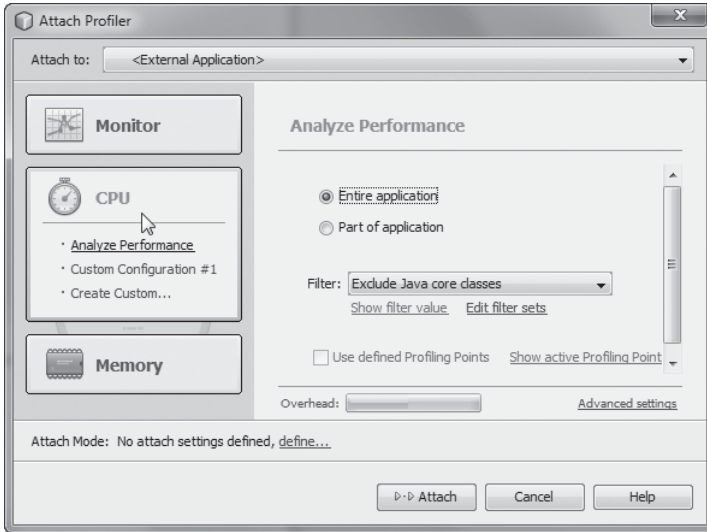 Attach Profiler
Attach to: <External Application>
Monitor
CPU
· Analyze Performance
· Custom Configuration #1
· Create Custom...
Memory
Analyze Performance
Entire application
Part of application
Filter: Exclude Java core classes
Show filter value Edit filter sets
Use defined Profiling Points Show active Profiling Point
Overhead: Advanced settings
Attach Mode: No attach settings defined, define...
Attach Cancel Help